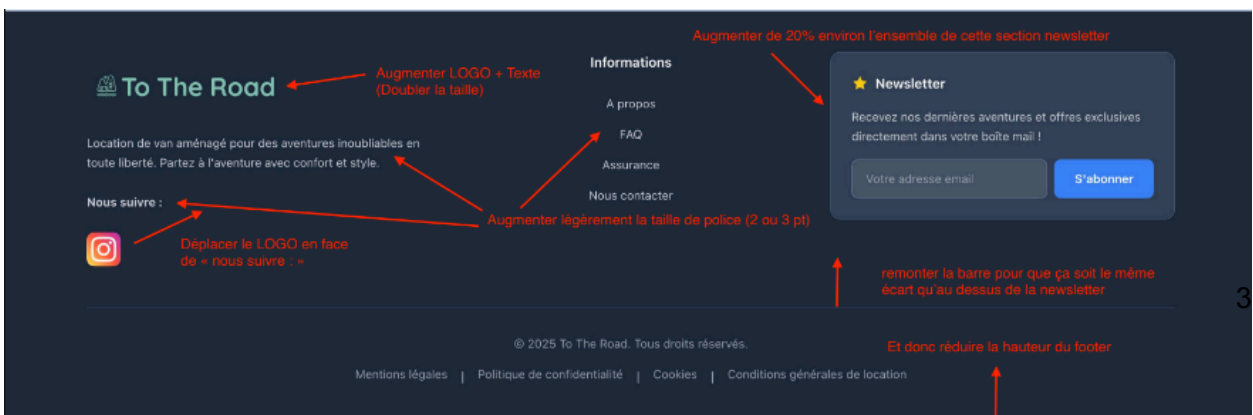 Augmenter de 20% environ l'ensemble de cette section newsletter
To The Road
Augmenter LOGO + Texte
(Doubler la taille)
Location de van aménagé pour des aventures inoubliables en
toute liberté. Partez à l'aventure avec confort et style.
Nous suivre :
Déplacer le LOGO en face
de « nous suivre : »
Informations
A propos
FAQ
Assurance
Nous contacter
Augmenter légèrement la taille de police (2 ou 3 pt)
Newsletter
Recevez nos dernières aventures et offres exclusives
directement dans votre boîte mail !
Votre adresse email
S'abonner
remonter la barre pour que ça soit le même
écart qu'au dessus de la newsletter
3
© 2025 To The Road. Tous droits réservés.
Et donc réduire la hauteur du footer
Mentions légales | Politique de confidentialité | Cookies | Conditions générales de location